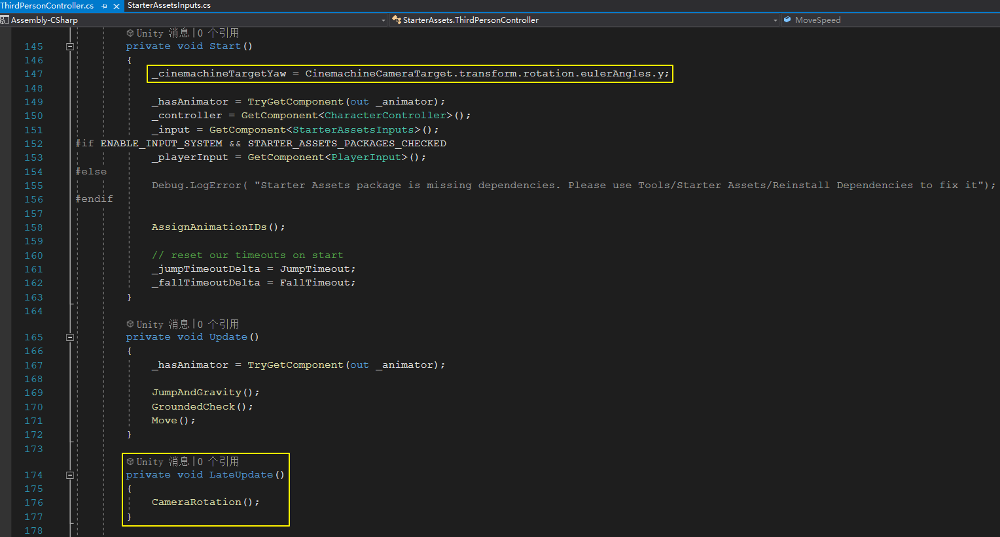 ThirdPersonController.cs StarterAssetsInputs.cs
Assembly-CSharp StarterAssets.ThirdPersonController MoveSpeed
Unity 消息|0 个引用
145 private void Start()
146 {
147 _cinemachineTargetYaw = CinemachineCameraTarget.transform.rotation.eulerAngles.y;
148
149 _hasAnimator = TryGetComponent(out _animator);
150 _controller = GetComponent<CharacterController>();
151 _input = GetComponent<StarterAssetsInputs>();
152 #if ENABLE_INPUT_SYSTEM && STARTER_ASSETS_PACKAGES_CHECKED
153 _playerInput = GetComponent<PlayerInput>();
154 #else
155 Debug.LogError( "Starter Assets package is missing dependencies. Please use Tools/Starter Assets/Reinstall Dependencies to fix it");
156 #endif
157
158 AssignAnimationIDs();
159
160 // reset our timeouts on start
161 _jumpTimeoutDelta = JumpTimeout;
162 _fallTimeoutDelta = FallTimeout;
163 }
164
Unity 消息|0 个引用
165 private void Update()
166 {
167 _hasAnimator = TryGetComponent(out _animator);
168
169 JumpAndGravity();
170 GroundedCheck();
171 Move();
172 }
173
Unity 消息|0 个引用
174 private void LateUpdate()
175 {
176 CameraRotation();
177 }
178